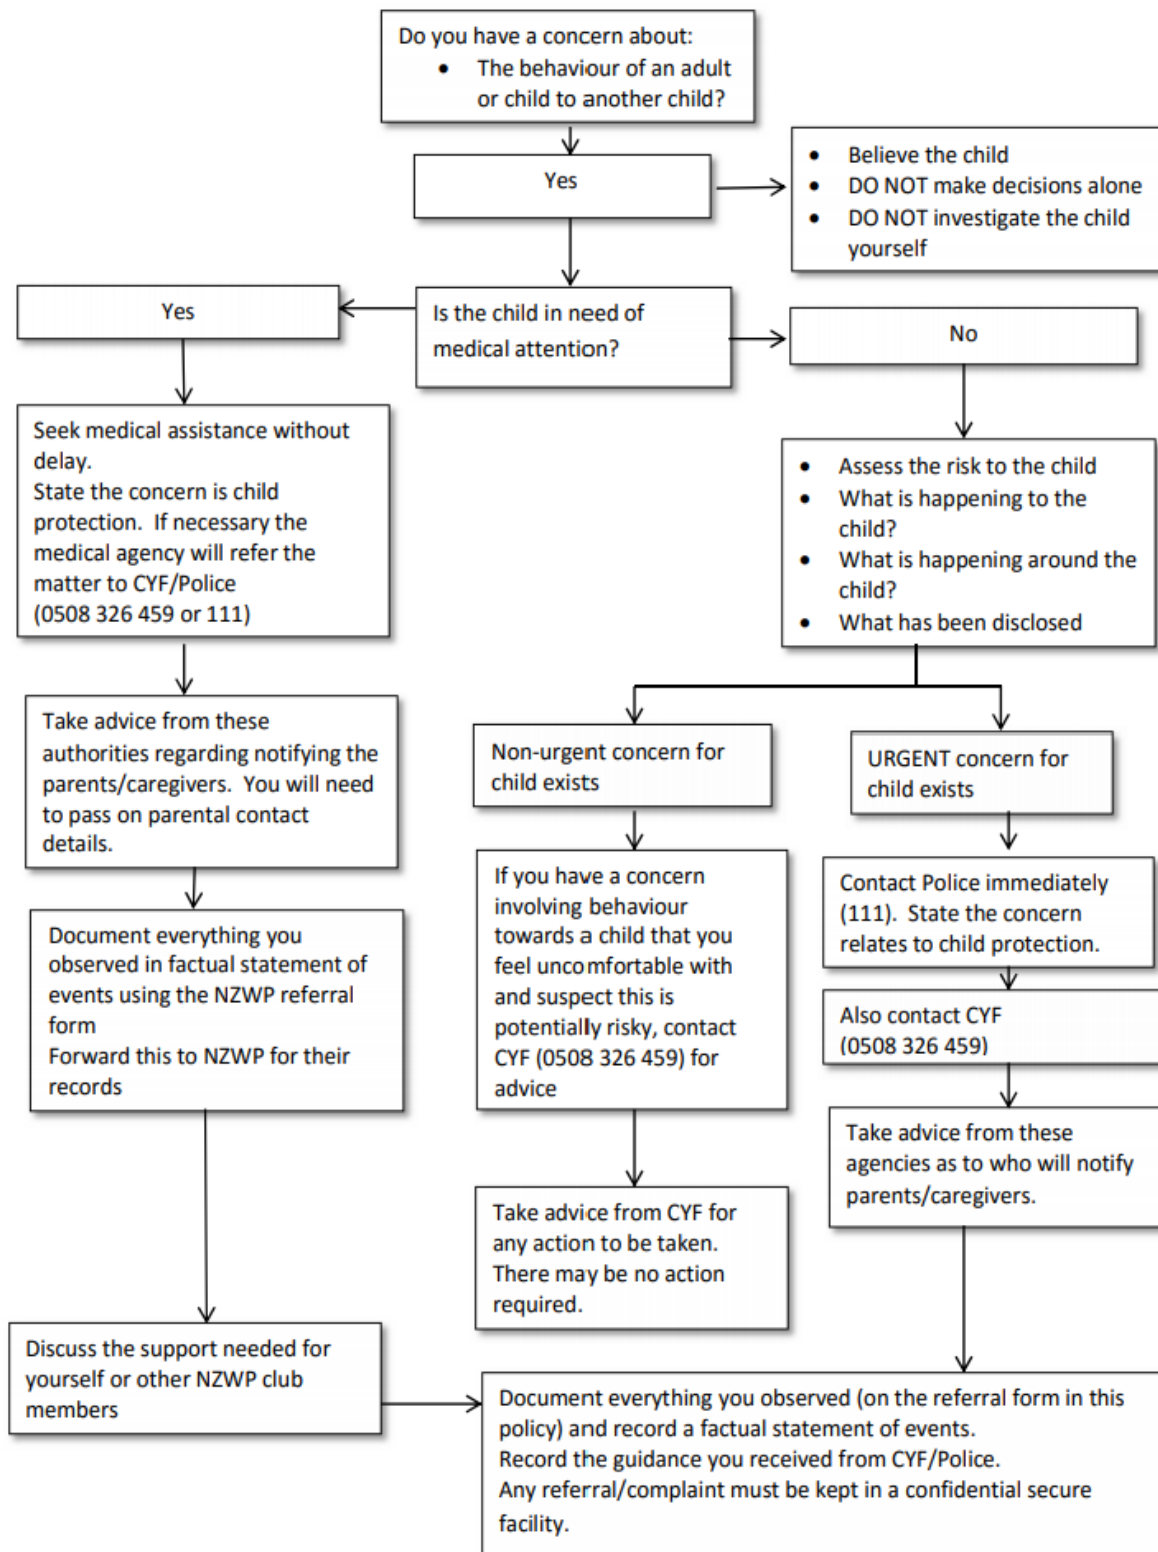 Do you have a concern about:
• The behaviour of an adult
or child to another child?
Yes
• Believe the child
• DO NOT make decisions alone
• DO NOT investigate the child
yourself
Yes
Is the child in need of
medical attention?
No
Seek medical assistance without
delay.
State the concern is child
protection. If necessary the
medical agency will refer the
matter to CYF/Police
(0508 326 459 or 111)
• Assess the risk to the child
• What is happening to the
child?
• What is happening around the
child?
• What has been disclosed
Take advice from these
authorities regarding notifying the
parents/caregivers. You will need
to pass on parental contact
details.
Non-urgent concern for
child exists
URGENT concern for
child exists
Document everything you
observed in factual statement of
events using the NZWP referral
form
Forward this to NZWP for their
records
If you have a concern
involving behaviour
towards a child that you
feel uncomfortable with
and suspect this is
potentially risky, contact
CYF (0508 326 459) for
advice
Contact Police immediately
(111). State the concern
relates to child protection.
Also contact CYF
(0508 326 459)
Take advice from these
agencies as to who will notify
parents/caregivers.
Take advice from CYF for
any action to be taken.
There may be no action
required.
Discuss the support needed for
yourself or other NZWP club
members
Document everything you observed (on the referral form in this
policy) and record a factual statement of events.
Record the guidance you received from CYF/Police.
Any referral/complaint must be kept in a confidential secure
facility.